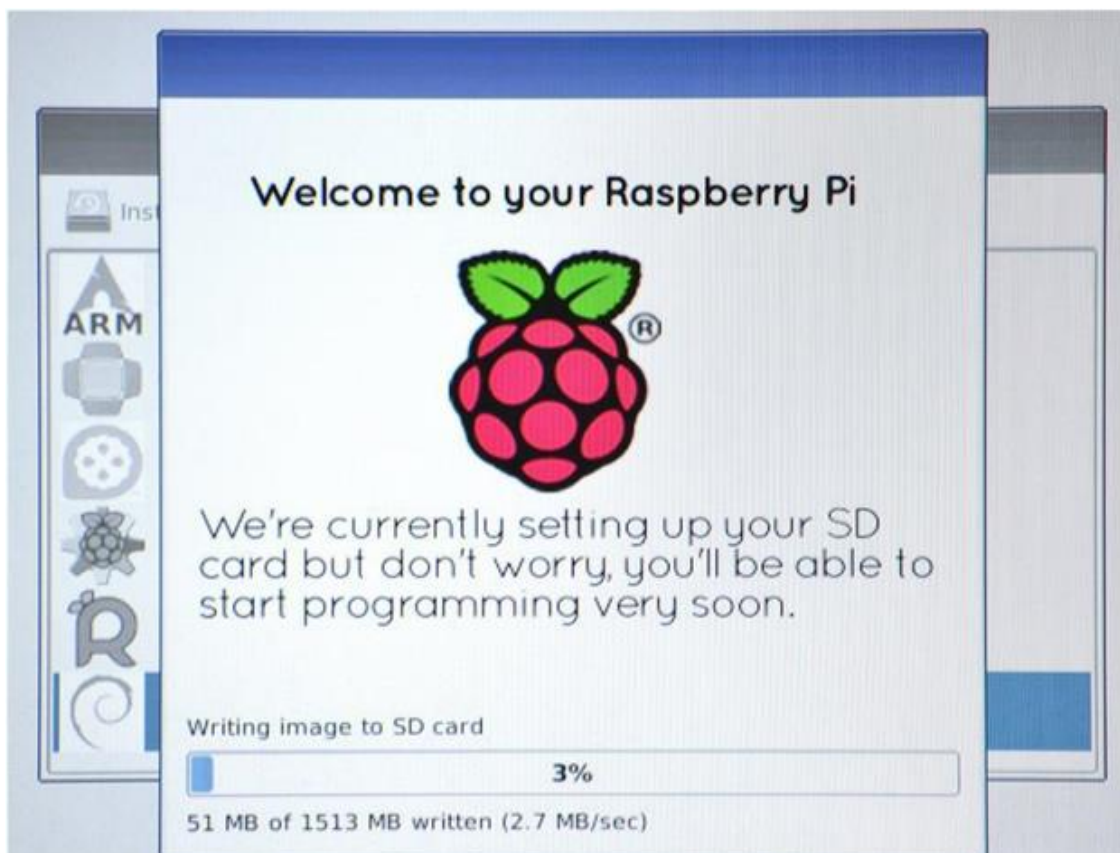 Welcome to your Raspberry Pi
Inst
ARM
®
We're currently setting up your SD
card but don't worry, you'll be able to
start programming very soon.
Writing image to SD card
3%
51 MB of 1513 MB written (2.7 MB/sec)